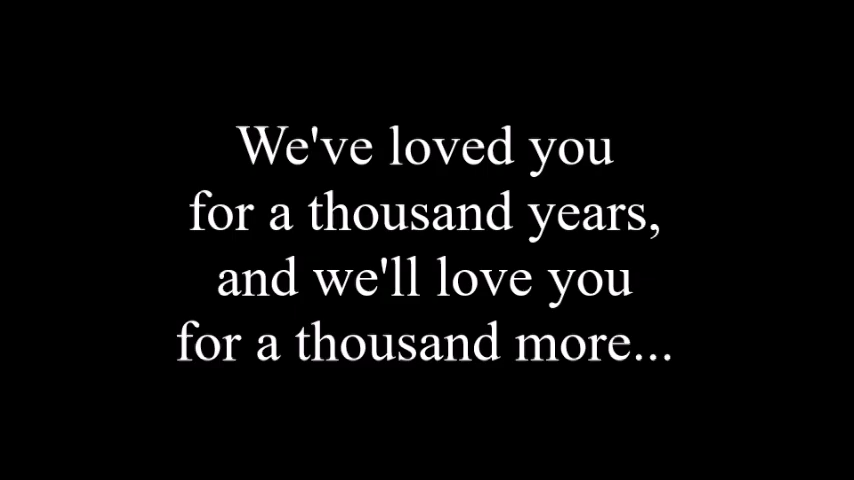 We've loved you
for a thousand years,
and we'll love you
for a thousand more...